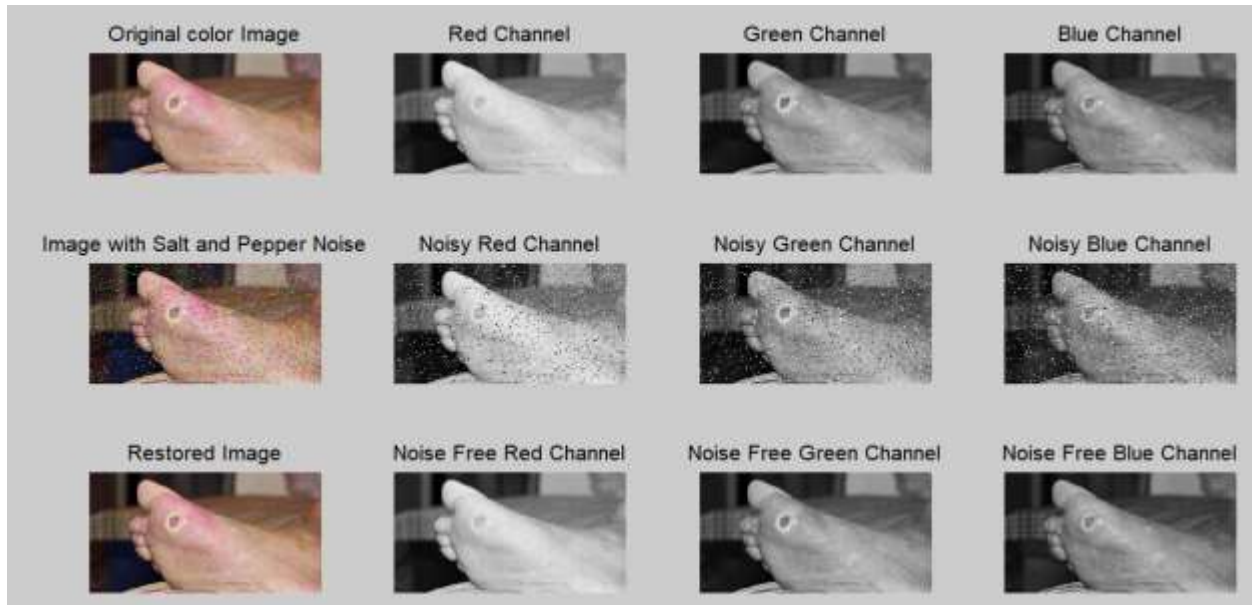 Original color Image
Red Channel
Green Channel
Blue Channel
Image with Salt and Pepper Noise
Noisy Red Channel
Noisy Green Channel
Noisy Blue Channel
Restored Image
Noise Free Red Channel
Noise Free Green Channel
Noise Free Blue Channel